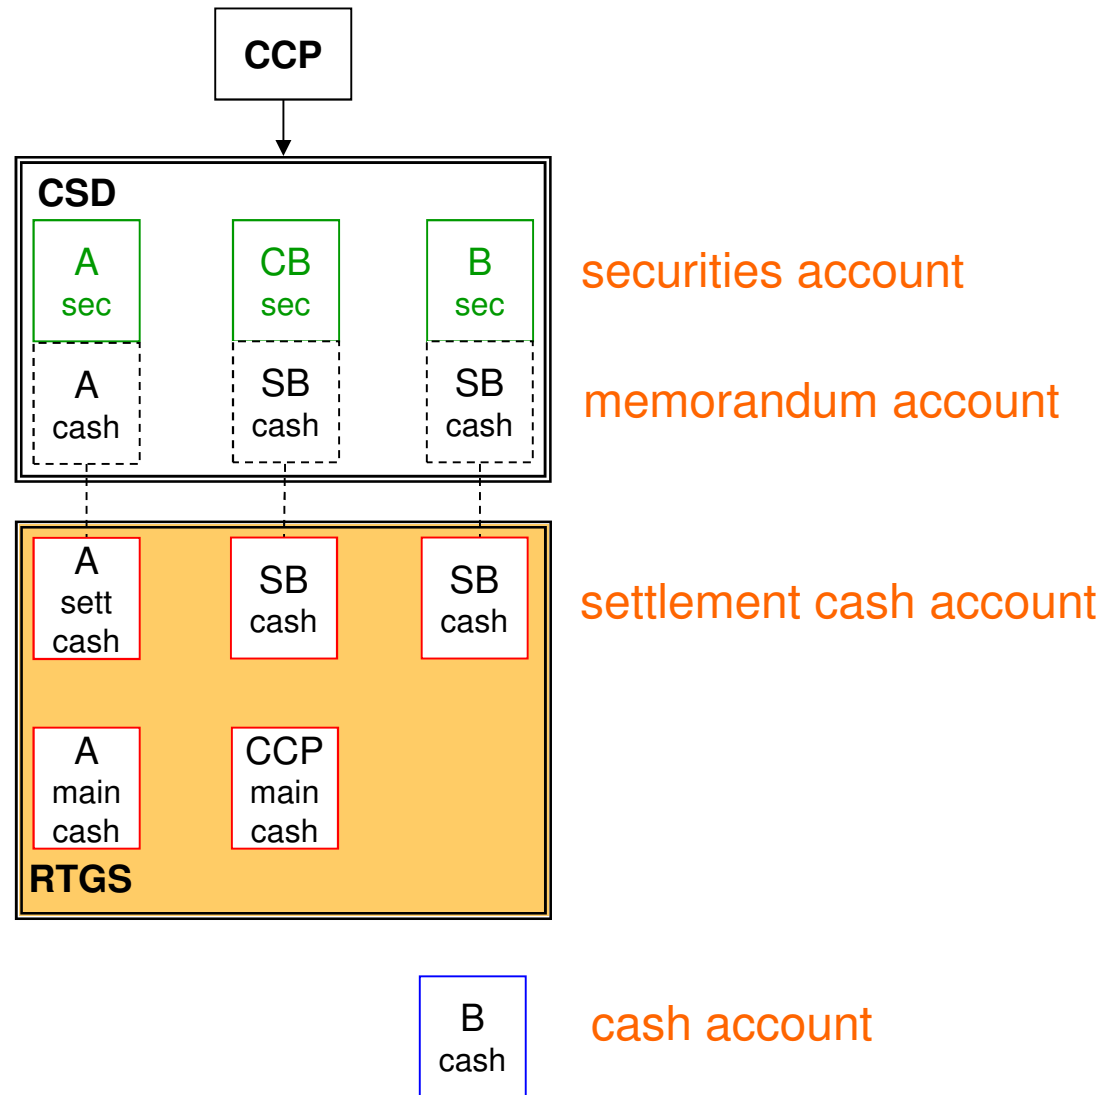 CCP
CSD
A
sec
CB
sec
B
sec
securities account
A
cash
SB
cash
SB
cash
memorandum account
A
sett
cash
SB
cash
SB
cash
settlement cash account
A
main
cash
CCP
main
cash
RTGS
B
cash
cash account